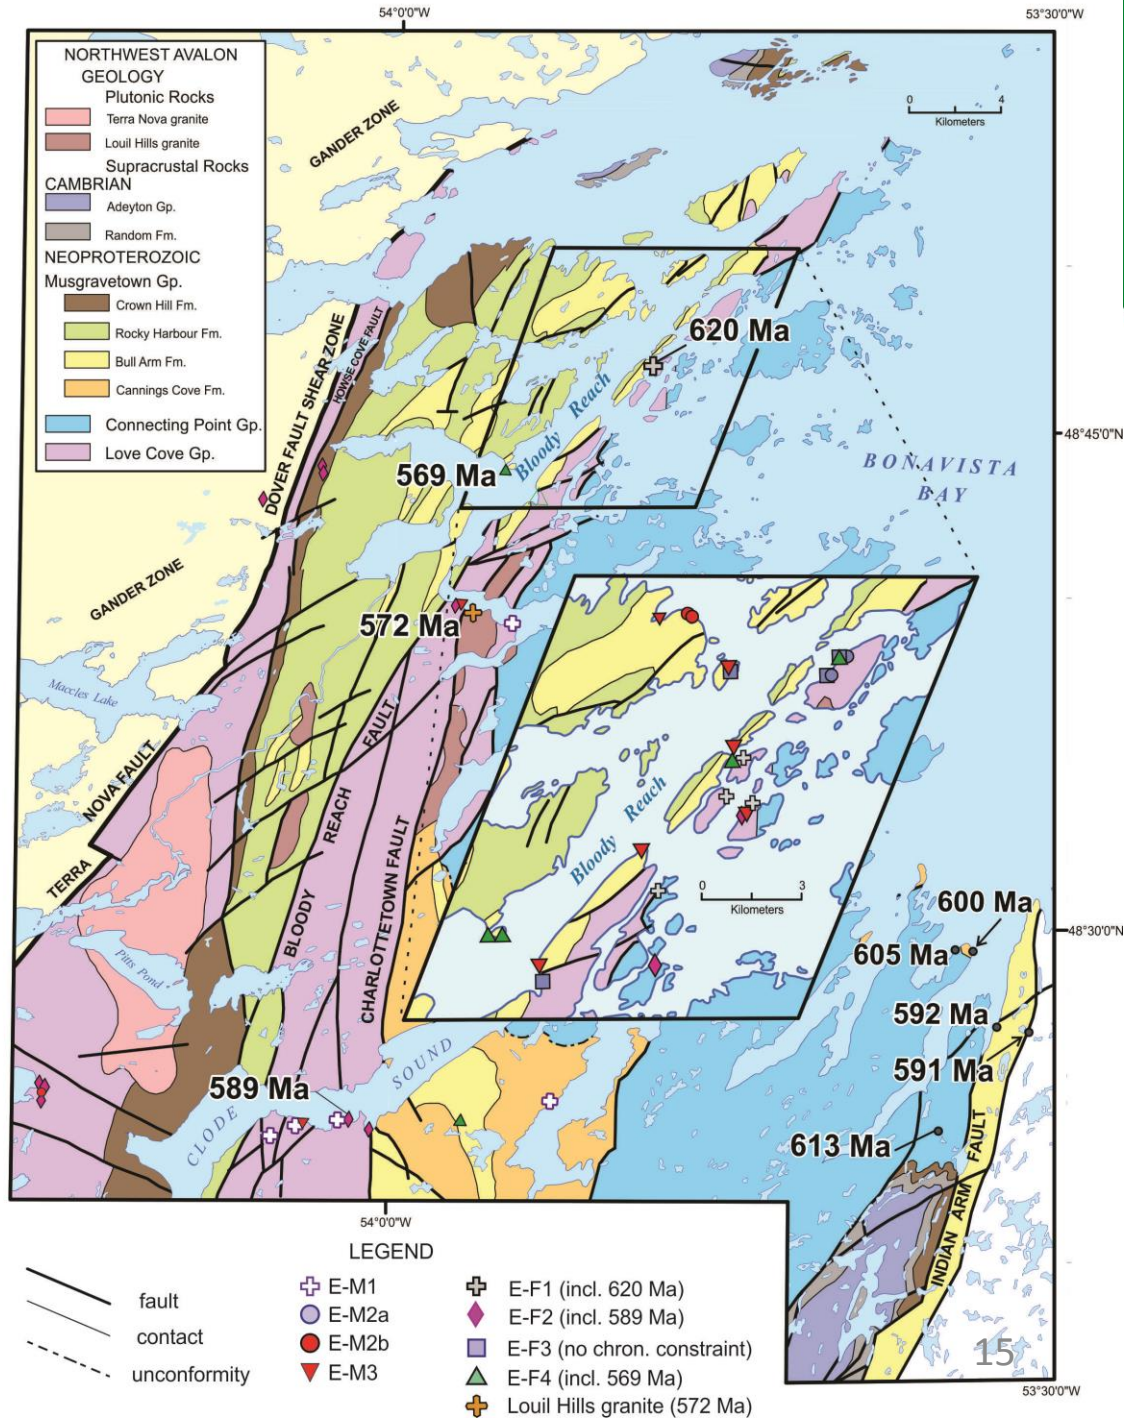 54°0'0"W
53°30'0"W
NORTHWEST AVALON
GEOLOGY
Plutonic Rocks
Terra Nova granite
Louil Hills granite
Supracrustal Rocks
CAMBRIAN
Adeyton Gp.
Random Fm.
NEOPROTEROZOIC
Musgravetown Gp.
Crown Hill Fm.
Rocky Harbour Fm.
Bull Arm Fm.
Cannings Cove Fm.
Connecting Point Gp.
Love Cove Gp.
GANDER ZONE
0 4
Kilometers
DOVER FAULT SHEAR ZONE
HOWSE COVE FAULT
620 Ma
Bloody Reach
569 Ma
48°45'0"N
BONAVISTA
BAY
GANDER ZONE
572 Ma
Maccles Lake
TERRA NOVA FAULT
BLOODY REACH FAULT
CHARLOTTETOWN FAULT
Bloody Reach
0 3
Kilometers
Pitts Pond
48°30'0"N
600 Ma
605 Ma
592 Ma
591 Ma
613 Ma
589 Ma
CLODE SOUND
INDIAN ARM FAULT
54°0'0"W
53°30'0"W
15
LEGEND
fault
contact
unconformity
E-M1
E-M2a
E-M2b
E-M3
E-F1 (incl. 620 Ma)
E-F2 (incl. 589 Ma)
E-F3 (no chron. constraint)
E-F4 (incl. 569 Ma)
Louil Hills granite (572 Ma)